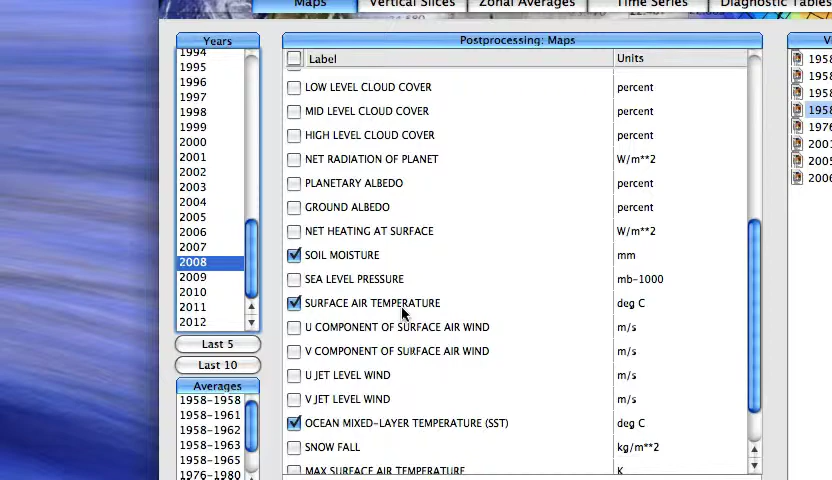 Maps
Vertical Slices
Zonal Averages
Time Series
Diagnostic Tables
Years
1994
1995
1996
1997
1998
1999
2000
2001
2002
2003
2004
2005
2006
2007
2008
2009
2010
2011
2012
Last 5
Last 10
Averages
1958-1958
1958-1961
1958-1962
1958-1963
1958-1965
1976-1980
Postprocessing: Maps
Label Units
LOW LEVEL CLOUD COVER percent
MID LEVEL CLOUD COVER percent
HIGH LEVEL CLOUD COVER percent
NET RADIATION OF PLANET W/m**2
PLANETARY ALBEDO percent
GROUND ALBEDO percent
NET HEATING AT SURFACE W/m**2
SOIL MOISTURE mm
SEA LEVEL PRESSURE mb-1000
SURFACE AIR TEMPERATURE deg C
U COMPONENT OF SURFACE AIR WIND m/s
V COMPONENT OF SURFACE AIR WIND m/s
U JET LEVEL WIND m/s
V JET LEVEL WIND m/s
OCEAN MIXED-LAYER TEMPERATURE (SST) deg C
SNOW FALL kg/m**2
MAX SURFACE AIR TEMPERATURE K
1958
1958
1958
1958
1976
2001
2005
2006